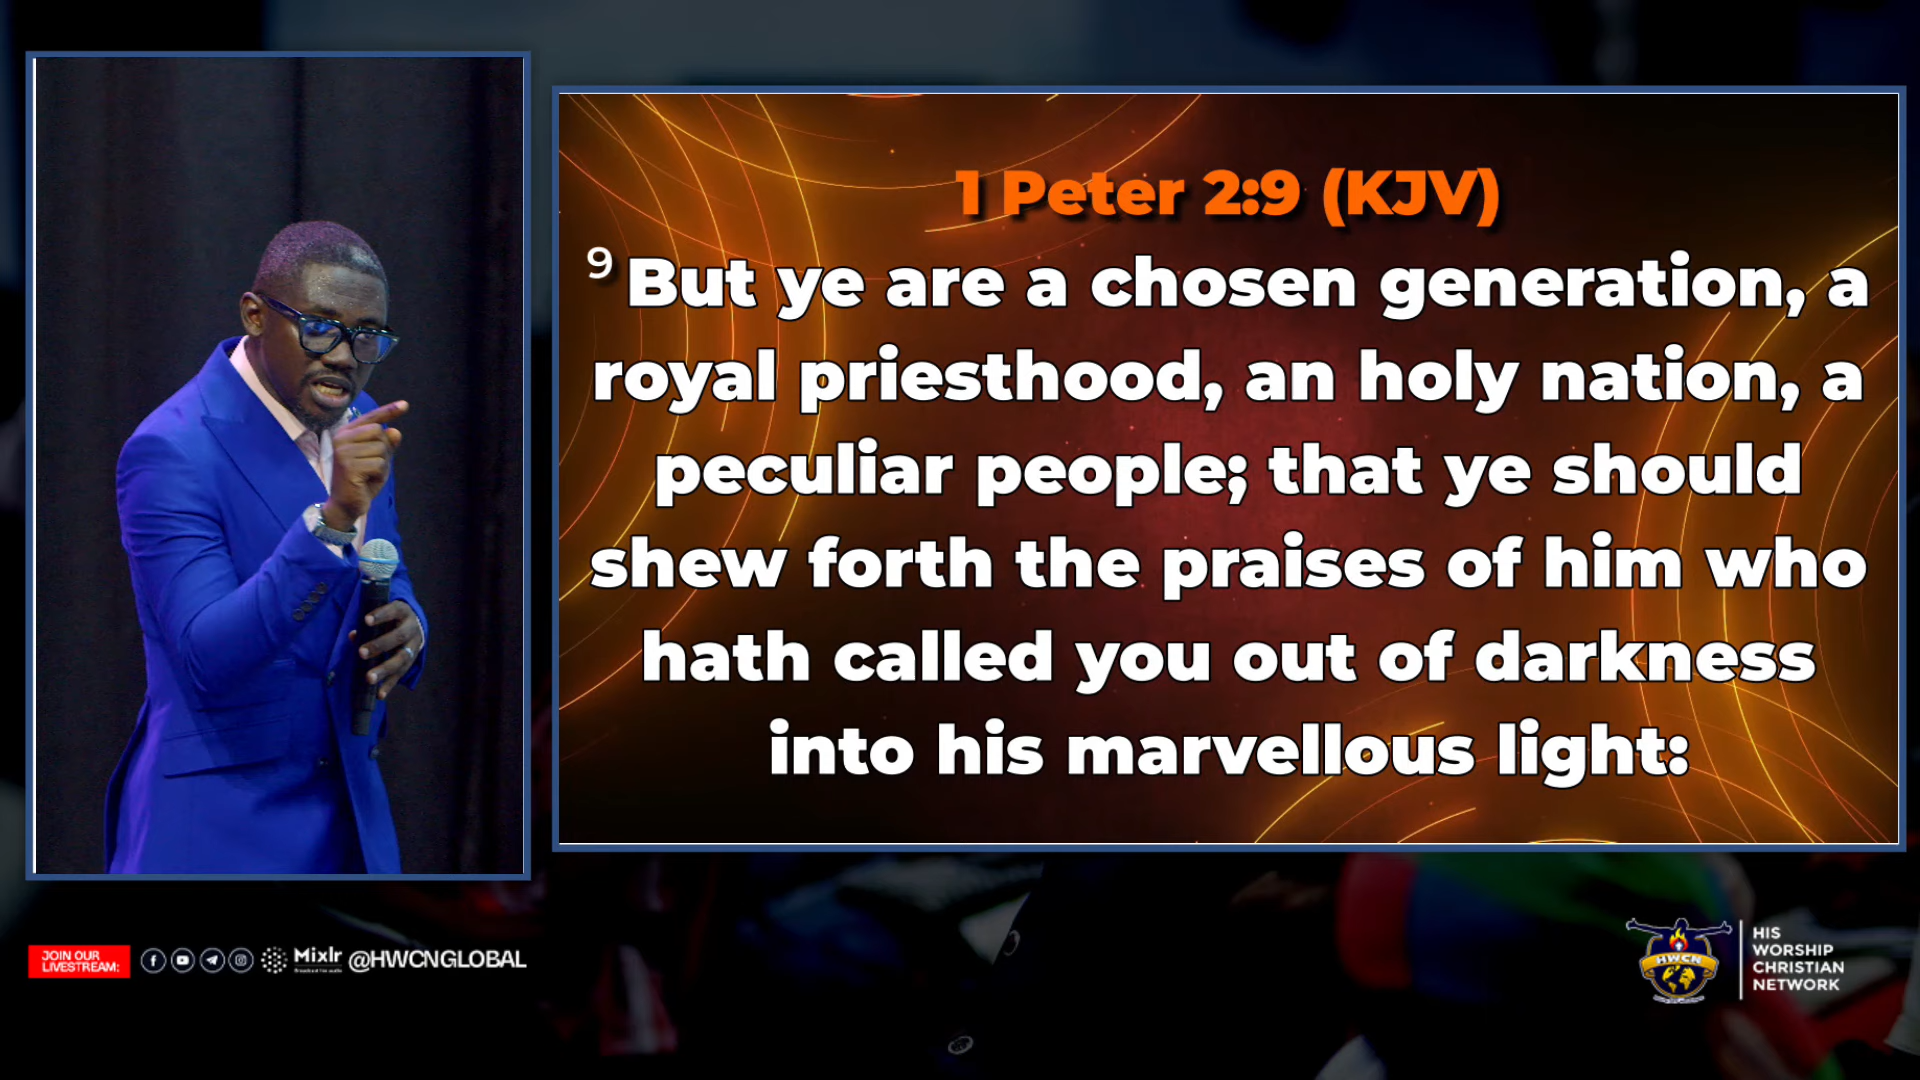 1 Peter 2:9 (KJV)
9 But ye are a chosen generation, a
royal priesthood, an holy nation, a
peculiar people; that ye should
shew forth the praises of him who
hath called you out of darkness
into his marvellous light:
JOIN OUR
LIVESTREAM:
Mixlr
@HWCNGLOBAL
HWCN
HIS
WORSHIP
CHRISTIAN
NETWORK